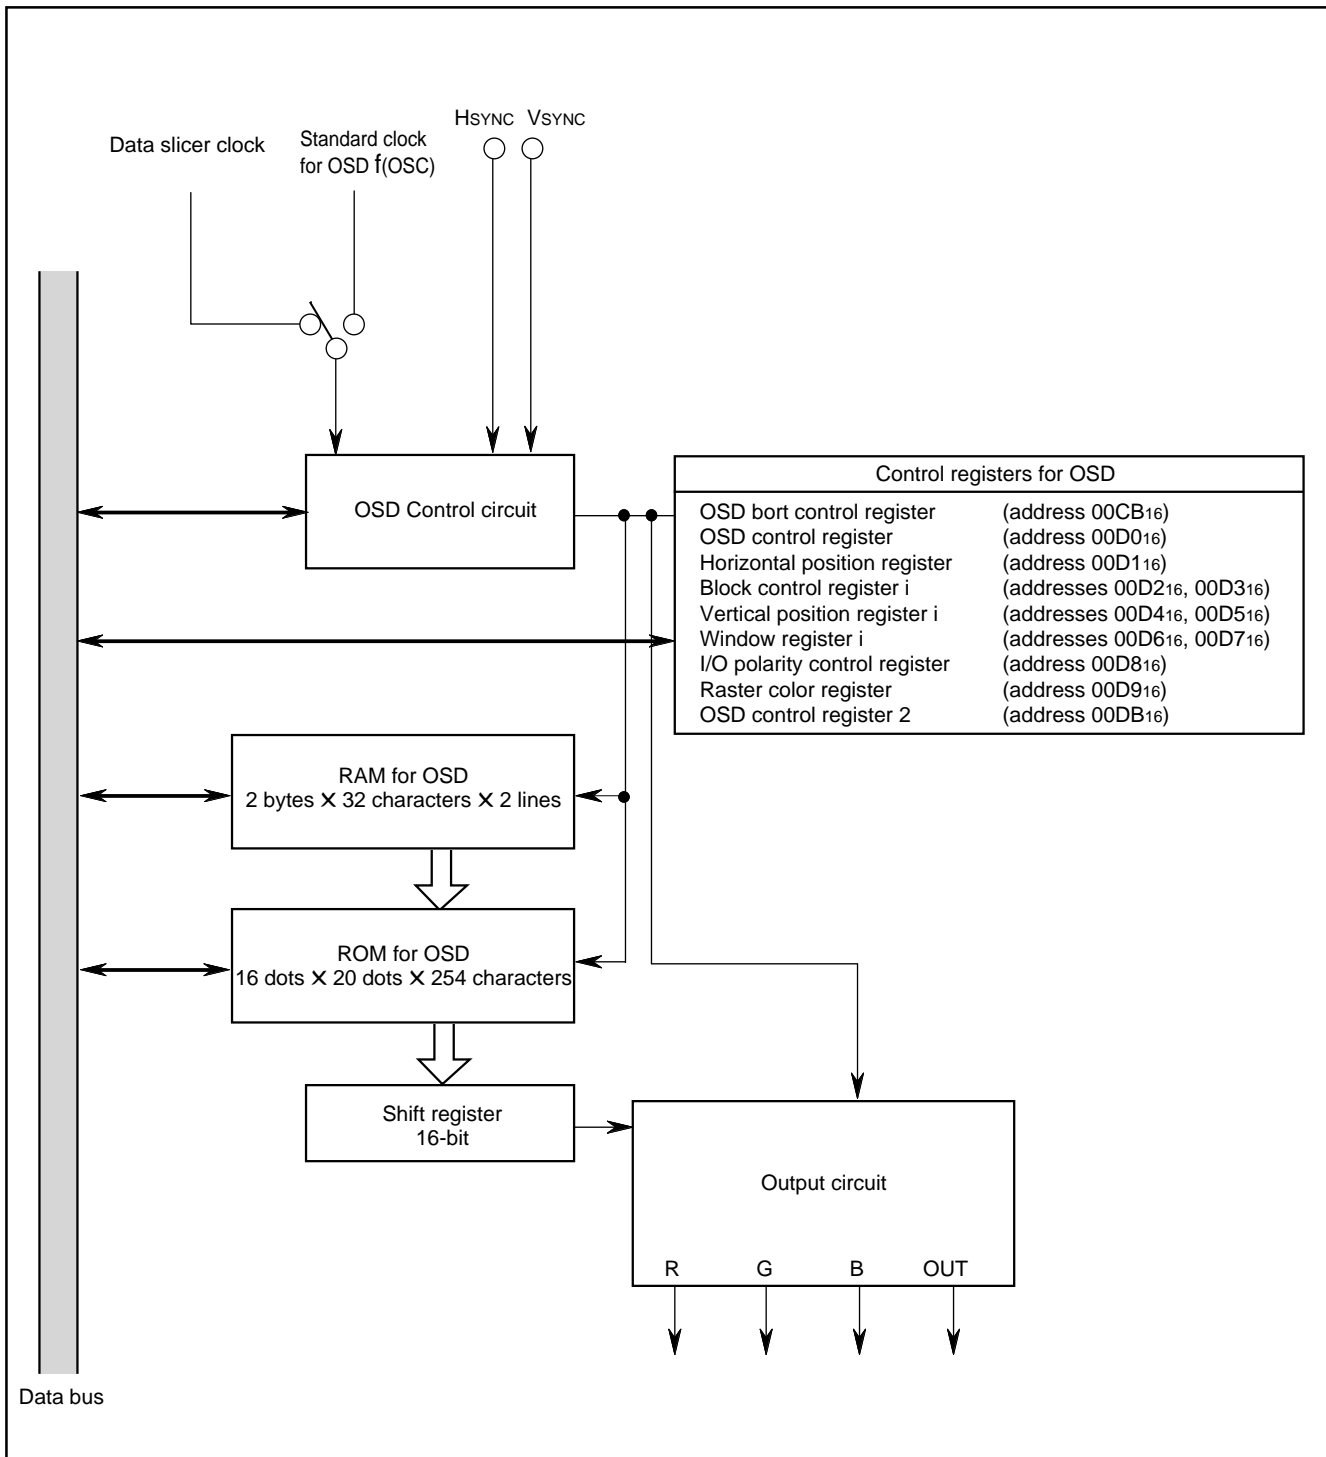 HSYNC VSYNC
Data slicer clock
Standard clock
for OSD f(OSC)
OSD Control circuit
Control registers for OSD
OSD bort control register (address 00CB16)
OSD control register (address 00D016)
Horizontal position register (address 00D116)
Block control register i (addresses 00D216, 00D316)
Vertical position register i (addresses 00D416, 00D516)
Window register i (addresses 00D616, 00D716)
I/O polarity control register (address 00D816)
Raster color register (address 00D916)
OSD control register 2 (address 00DB16)
RAM for OSD
2 bytes ✕ 32 characters ✕ 2 lines
ROM for OSD
16 dots ✕ 20 dots ✕ 254 characters
Shift register
16-bit
Output circuit
R G B OUT
Data bus